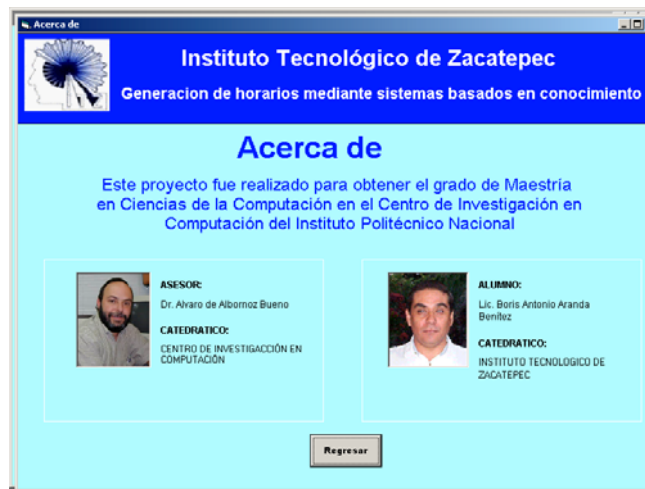 Acerca de
Instituto Tecnológico de Zacatepec
Generacion de horarios mediante sistemas basados en conocimiento
Acerca de
Este proyecto fue realizado para obtener el grado de Maestría
en Ciencias de la Computación en el Centro de Investigación en
Computación del Instituto Politécnico Nacional
ASESOR:
Dr. Alvaro de Albornoz Bueno
CATEDRATICO:
CENTRO DE INVESTIGACCIÓN EN
COMPUTACIÓN
ALUMNO:
Lic. Boris Antonio Aranda
Benítez
CATEDRATICO:
INSTITUTO TECNOLOGICO DE
ZACATEPEC
Regresar